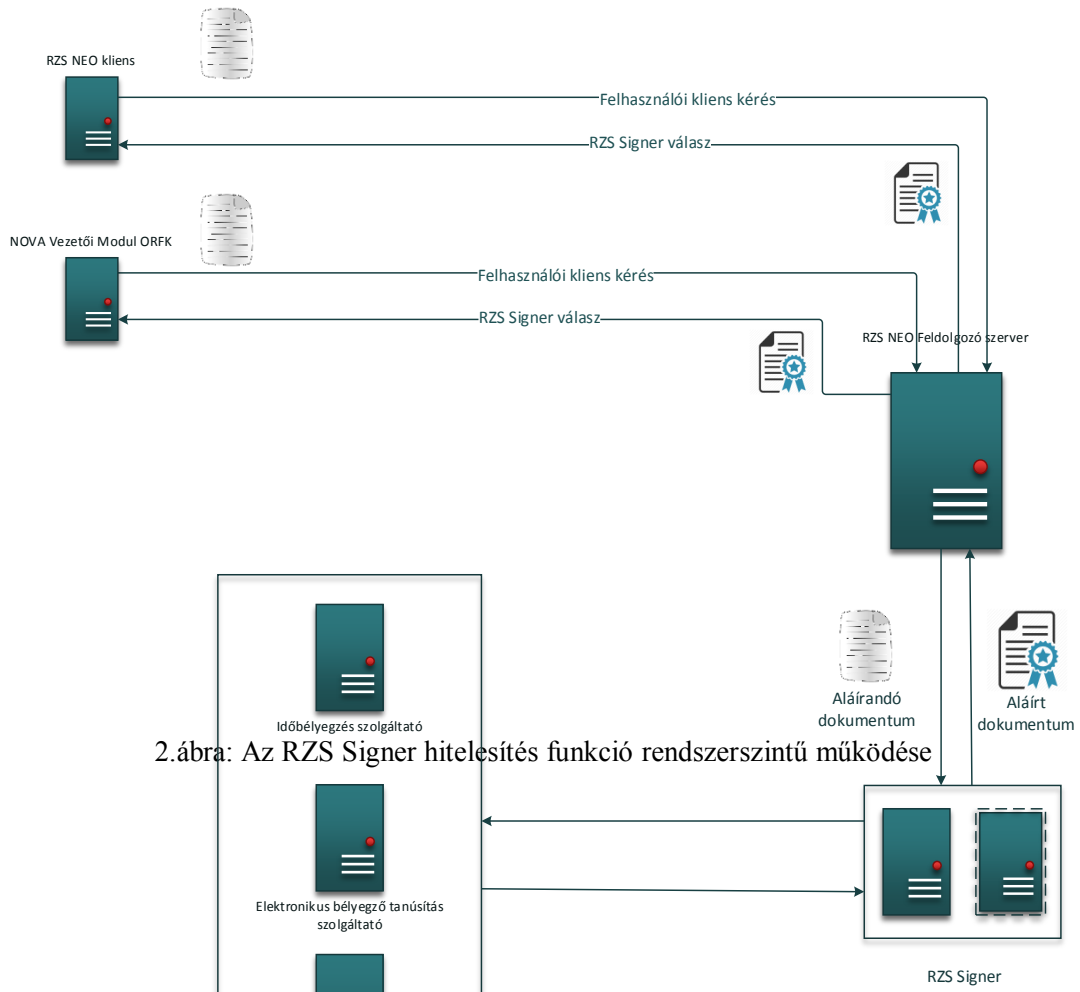 RZS NEO kliens
Felhasználói kliens kérés
RZS Signer válasz
NOVA Vezetői Modul ORFK
Felhasználói kliens kérés
RZS Signer válasz
RZS NEO Feldolgozó szerver
Aláírandó
dokumentum
Aláírt
dokumentum
Időbélyegzés szolgáltató
2.ábra: Az RZS Signer hitelesítés funkció rendszerszintű működése
Elektronikus bélyegző tanúsítás
szolgáltató
RZS Signer